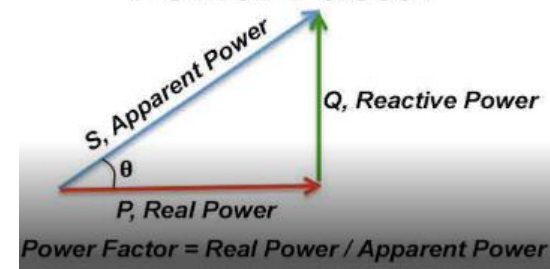 S, Apparent Power
Q, Reactive Power
θ
P, Real Power
Power Factor = Real Power / Apparent Power